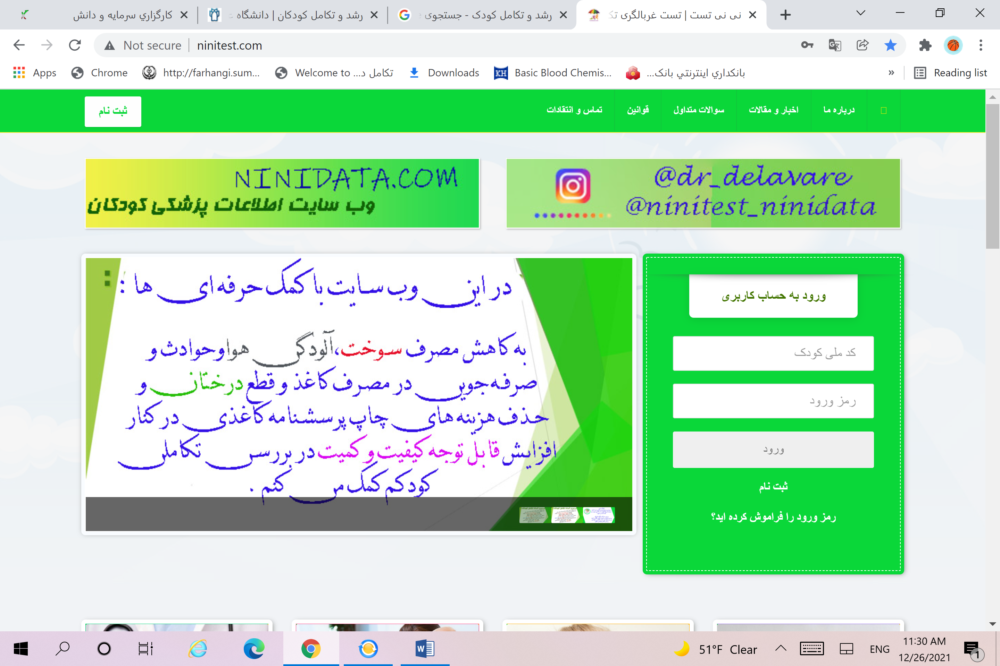 کارگزاري سرمايه و دانش
رشد و تکامل کودکان | دانشگاه ع
رشد و تکامل کودک - جستجوی e
نی نی تست | تست غربالگری تک
Not secure
ninitest.com
Apps
Chrome
http://farhangi.sum...
Welcome to ...تکامل د
Downloads
Basic Blood Chemis...
بانکداري اينترنتي بانک...
»
Reading list
درباره ما
اخبار و مقالات
سوالات متداول
قوانین
تماس و انتقادات
ثبت نام
NINIDATA.COM
وب سایت اطلاعات پزشکی کودکان
@dr_delavare
@ninitest_ninidata
در این وب سایت با کمک حرفه ای ها :
به کاهش مصرف سوخت، آلودگی هوا و حوادث و
صرفه جویی در مصرف کاغذ و قطع درختان و
حذف هزینه های چاپ پرسشنامه کاغذی در کنار
افزایش قابل توجه کیفیت و کمیت در بررسی تکاملی
کودکم کمک می کنم .
ورود به حساب کاربری
کد ملی کودک
رمز ورود
ورود
ثبت نام
رمز ورود را فراموش کرده اید؟
51°F Clear
ENG
11:30 AM
12/26/2021
1